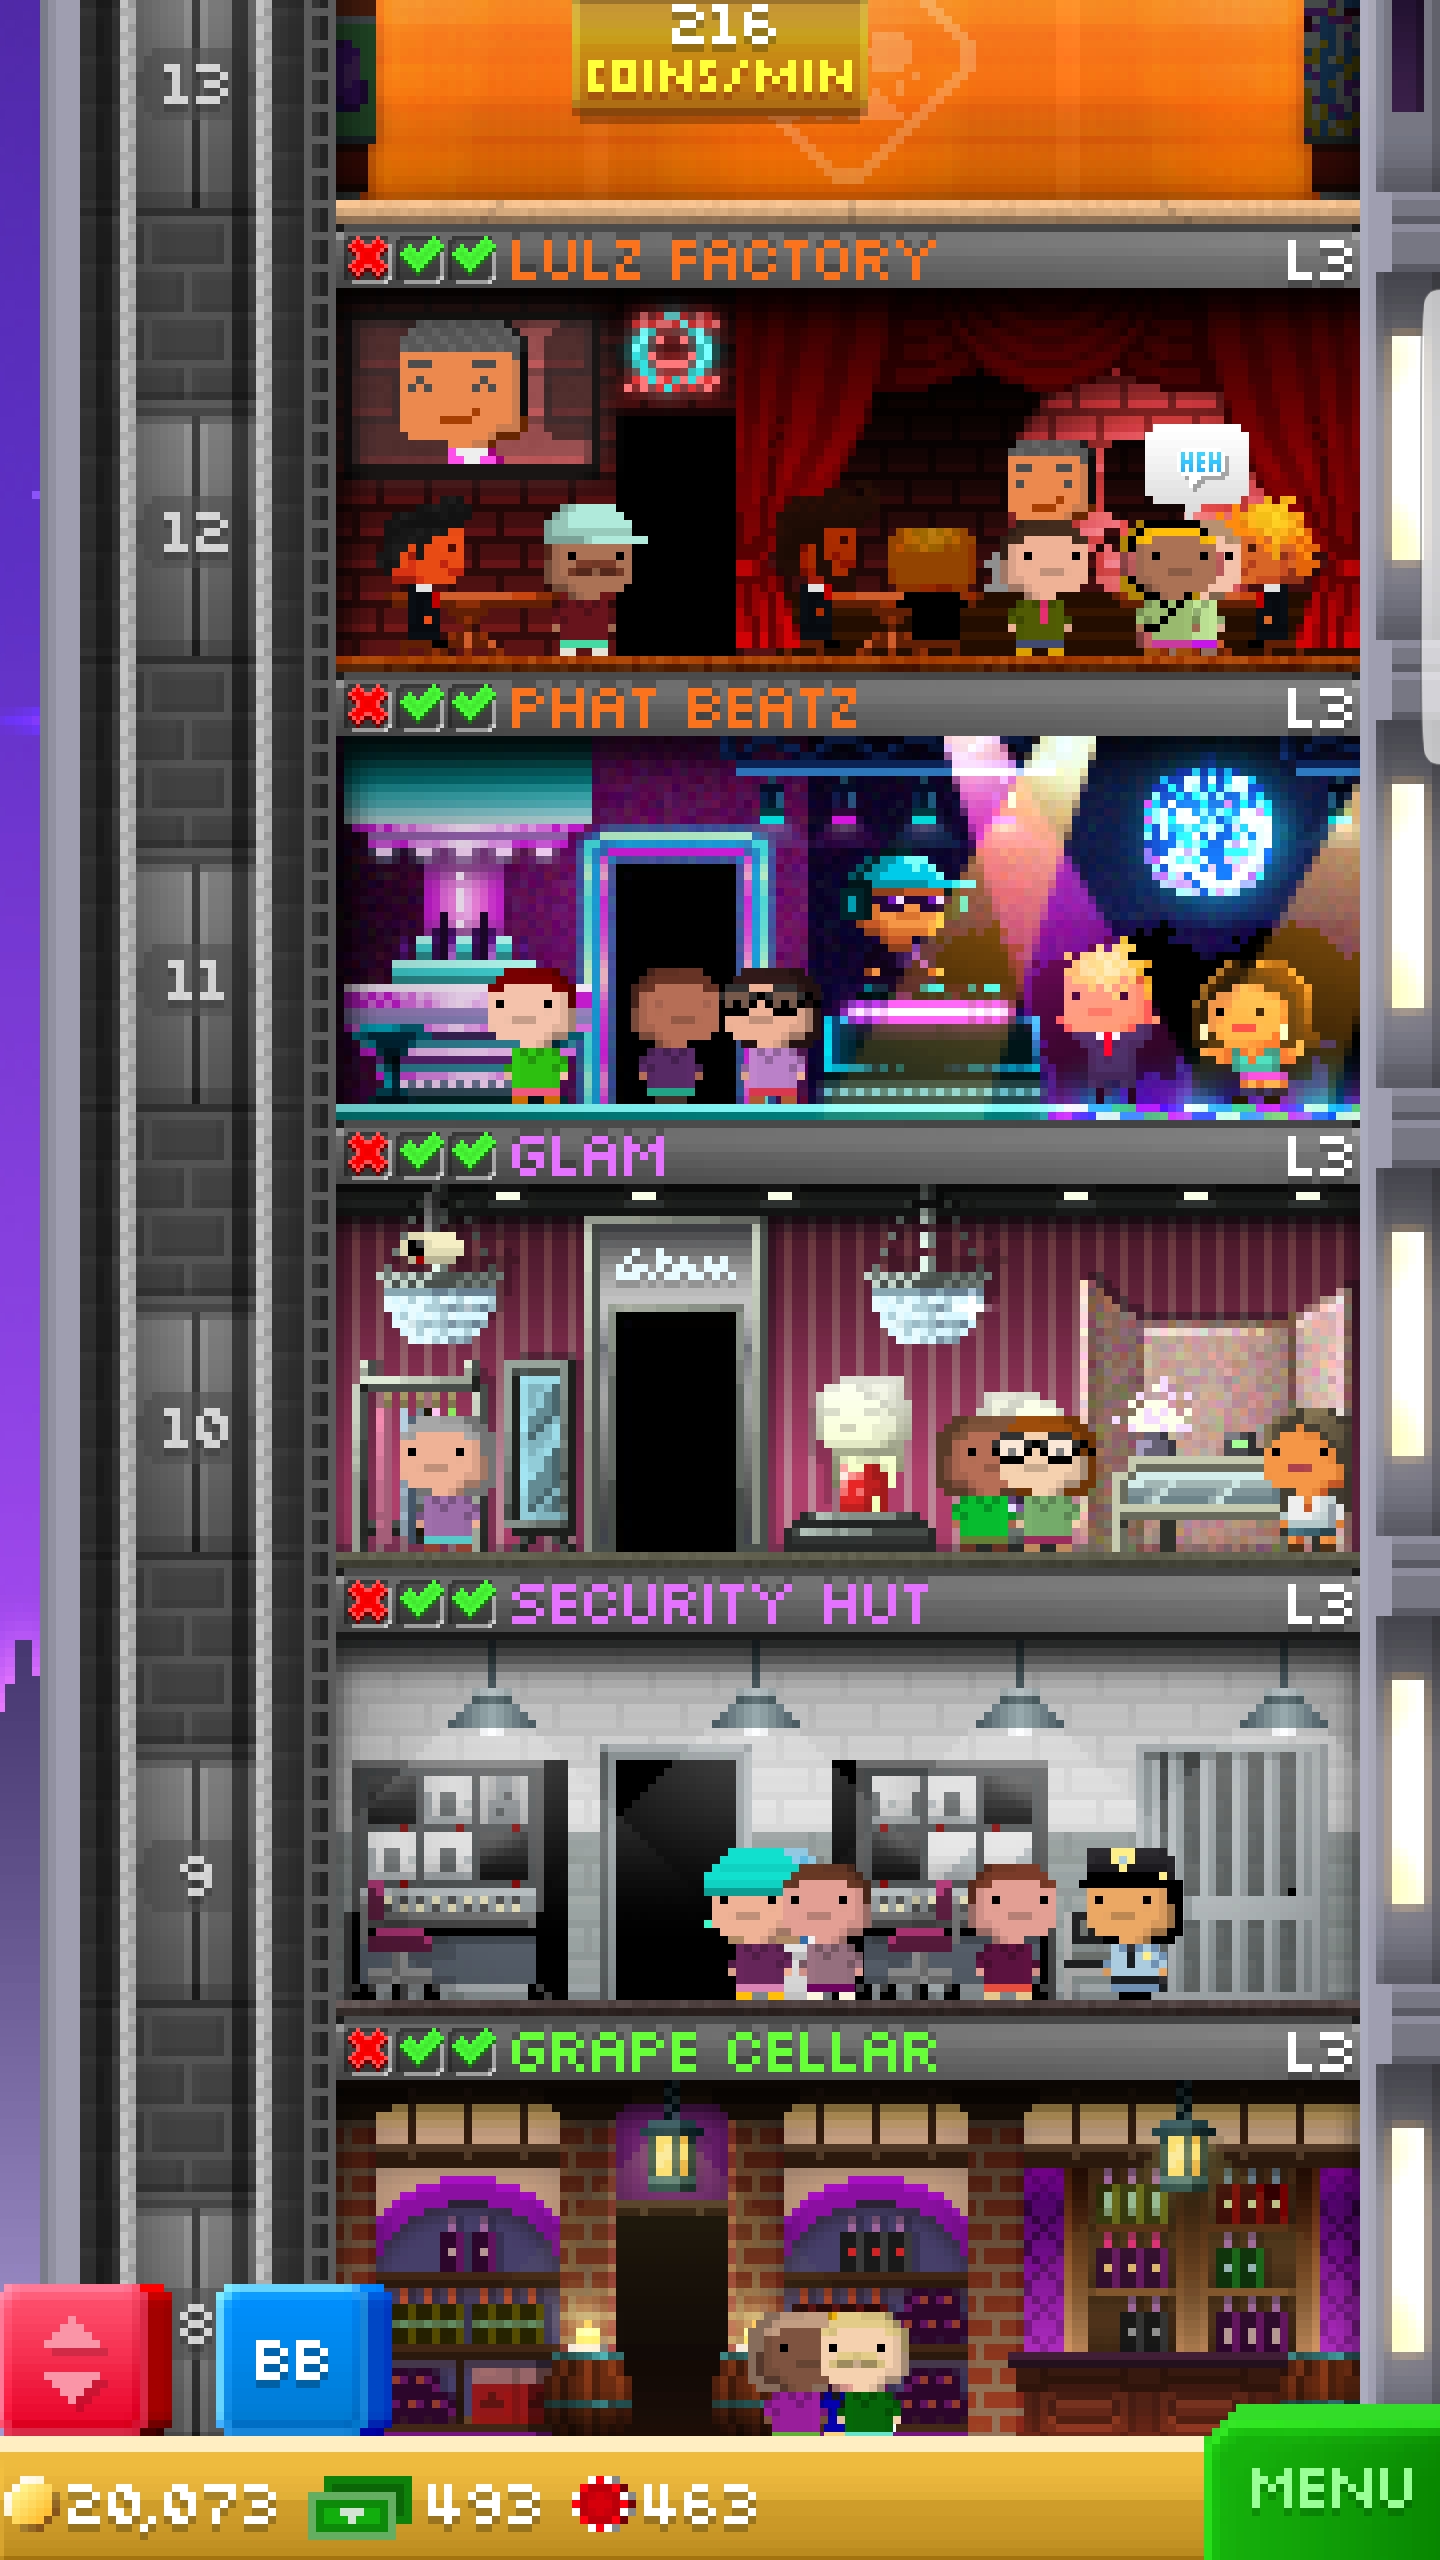 216
COINS/MIN
13
LULZ FACTORY L3
HEH
12
PHAT BEATZ L3
11
GLAM L3
Glam
10
SECURITY HUT L3
9
GRAPE CELLAR L3
8
BB
MENU
20,073 493 463